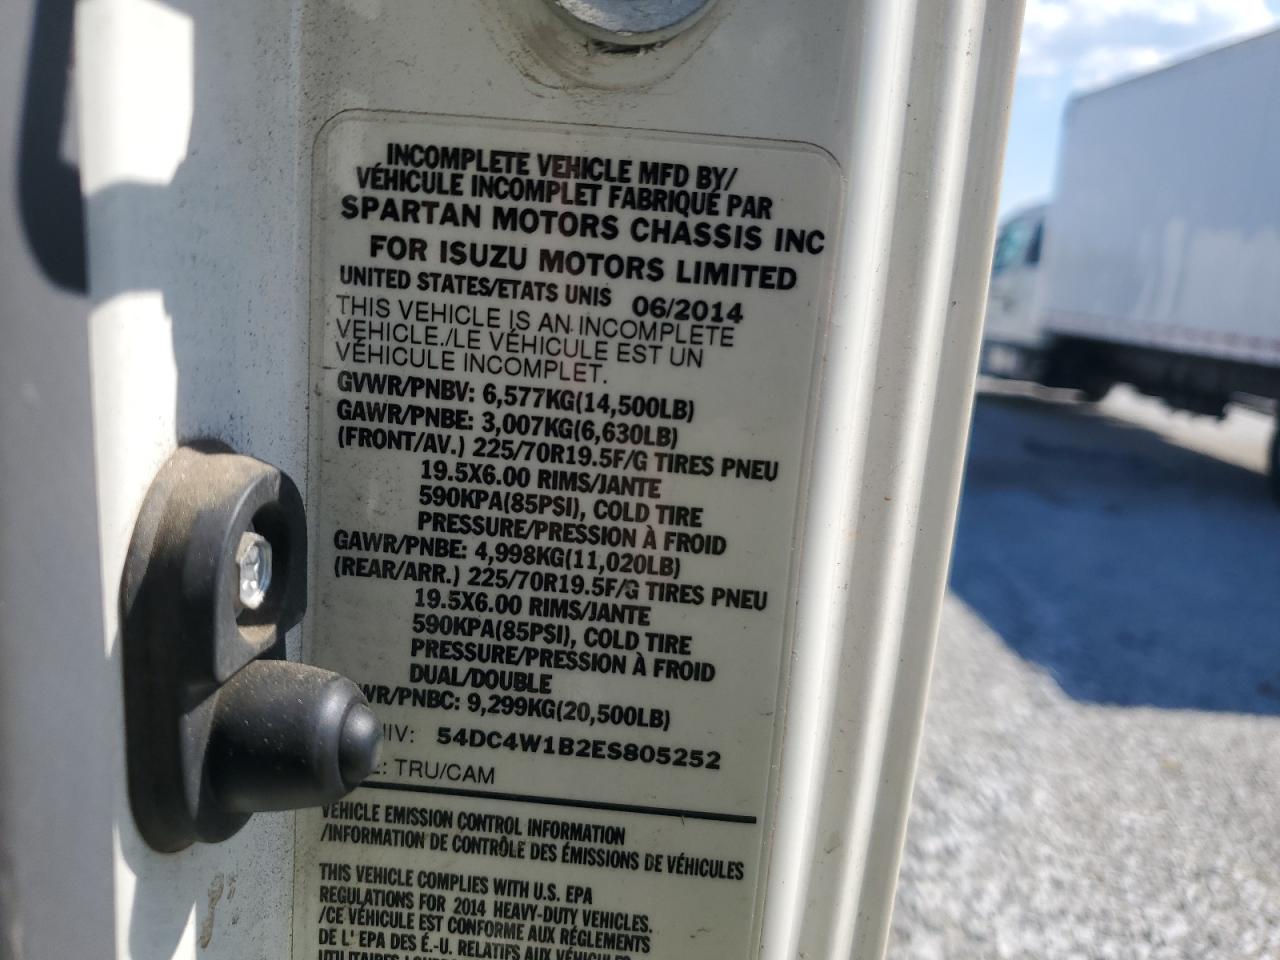 INCOMPLETE VEHICLE MFD BY/
VÉHICULE INCOMPLET FABRIQUÉ PAR
SPARTAN MOTORS CHASSIS INC
FOR ISUZU MOTORS LIMITED
UNITED STATES/ETATS UNIS 06/2014
THIS VEHICLE IS AN INCOMPLETE
VEHICLE./LE VÉHICULE EST UN
VÉHICULE INCOMPLET.
GVWR/PNBV: 6,577KG(14,500LB)
GAWR/PNBE: 3,007KG(6,630LB)
(FRONT/AV.) 225/70R19.5F/G TIRES PNEU
19.5X6.00 RIMS/JANTE
590KPA(85PSI), COLD TIRE
PRESSURE/PRESSION À FROID
GAWR/PNBE: 4,998KG(11,020LB)
(REAR/ARR.) 225/70R19.5F/G TIRES PNEU
19.5X6.00 RIMS/JANTE
590KPA(85PSI), COLD TIRE
PRESSURE/PRESSION À FROID
DUAL/DOUBLE
WR/PNBC: 9,299KG(20,500LB)
NIV: 54DC4W1B2ES805252
: TRU/CAM
VEHICLE EMISSION CONTROL INFORMATION
/INFORMATION DE CONTRÔLE DES ÉMISSIONS DE VÉHICULES
THIS VEHICLE COMPLIES WITH U.S. EPA
REGULATIONS FOR 2014 HEAVY-DUTY VEHICLES.
/CE VÉHICULE EST CONFORME AUX RÉGLEMENTS
DE L' EPA DES É.-U. RELATIFS AUX VÉHICULES
UTILITAIRES